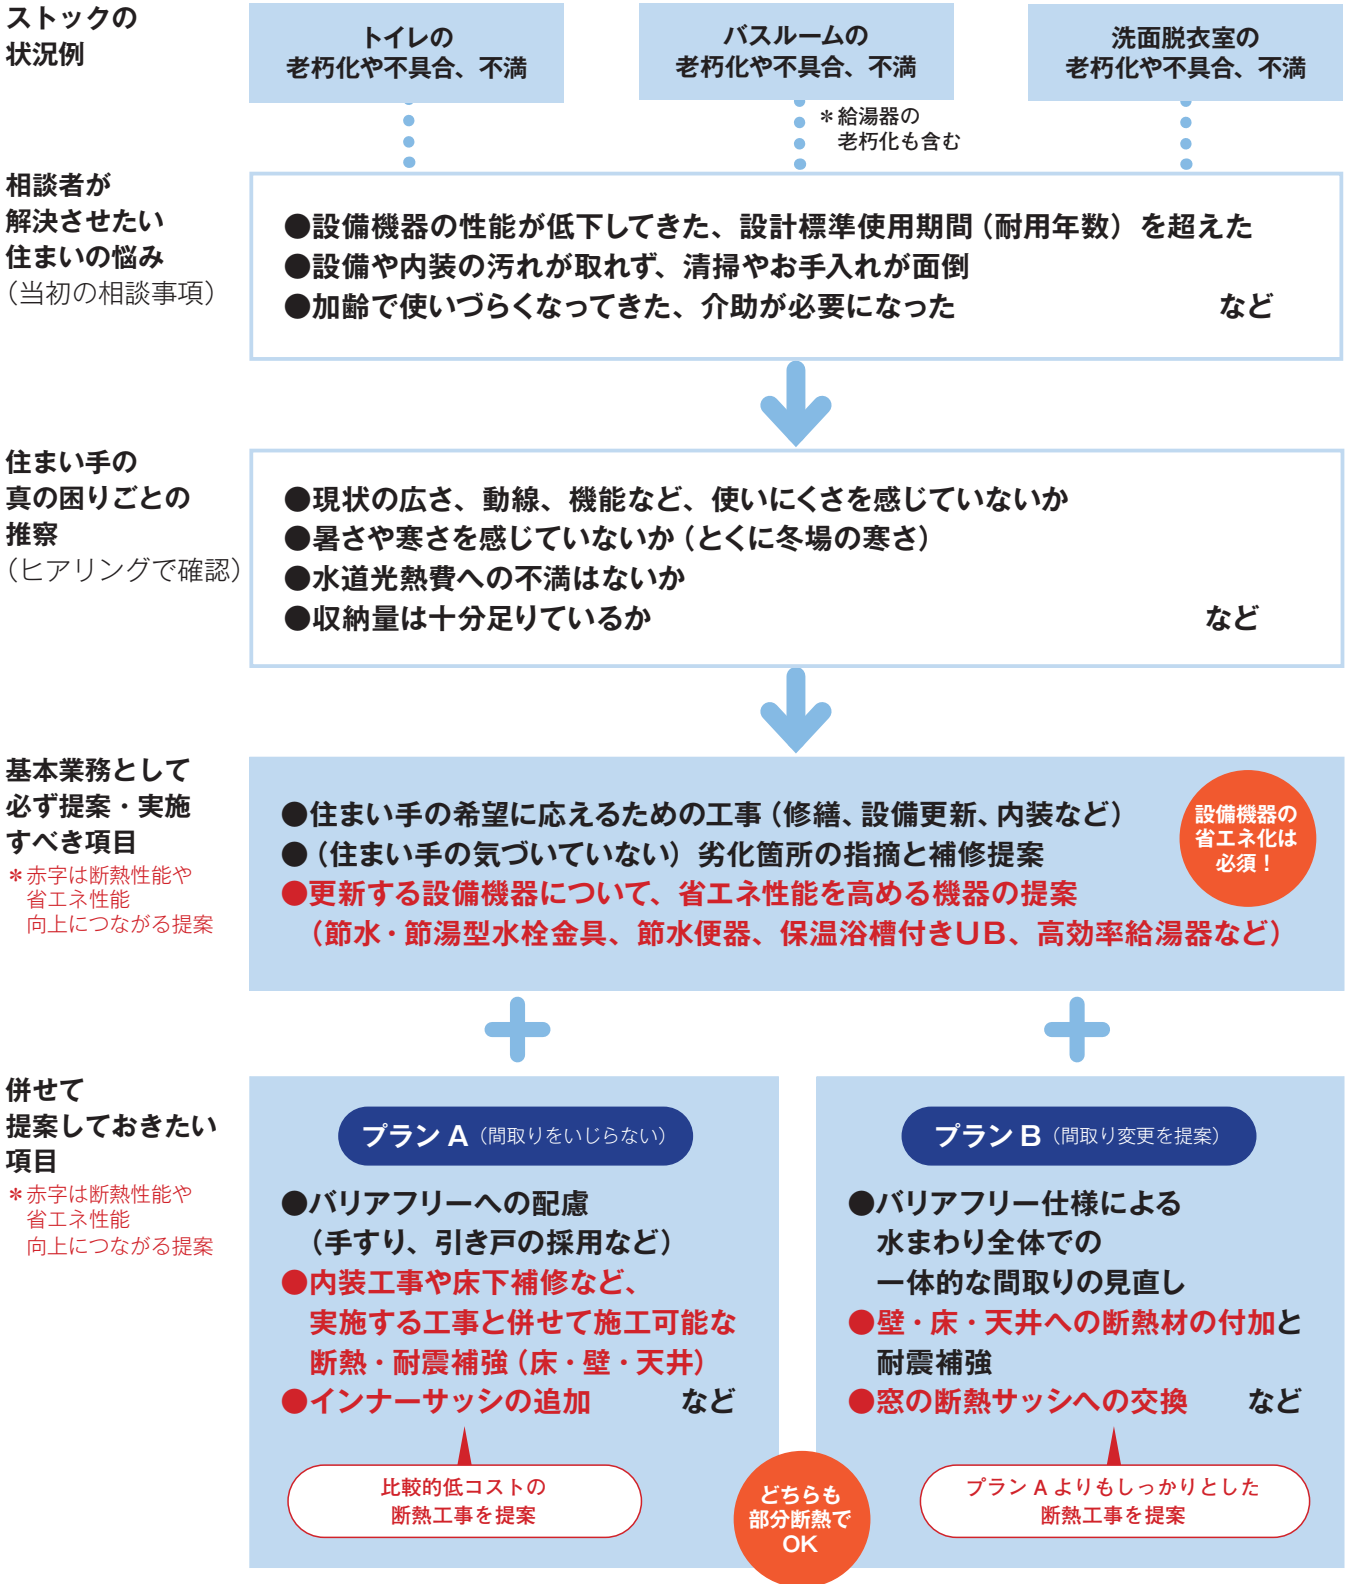 ストックの
状況例
トイレの
老朽化や不具合、不満
バスルームの
老朽化や不具合、不満
洗面脱衣室の
老朽化や不具合、不満
＊給湯器の
老朽化も含む
相談者が
解決させたい
住まいの悩み
（当初の相談事項）
●設備機器の性能が低下してきた、設計標準使用期間（耐用年数）を超えた
●設備や内装の汚れが取れず、清掃やお手入れが面倒
●加齢で使いづらくなってきた、介助が必要になった など
住まい手の
真の困りごとの
推察
（ヒアリングで確認）
●現状の広さ、動線、機能など、使いにくさを感じていないか
●暑さや寒さを感じていないか（とくに冬場の寒さ）
●水道光熱費への不満はないか
●収納量は十分足りているか など
基本業務として
必ず提案・実施
すべき項目
＊赤字は断熱性能や
省エネ性能
向上につながる提案
●住まい手の希望に応えるための工事（修繕、設備更新、内装など）
●（住まい手の気づいていない）劣化箇所の指摘と補修提案
●更新する設備機器について、省エネ性能を高める機器の提案
（節水・節湯型水栓金具、節水便器、保温浴槽付きUB、高効率給湯器など）
設備機器の
省エネ化は
必須！
併せて
提案しておきたい
項目
＊赤字は断熱性能や
省エネ性能
向上につながる提案
プラン A（間取りをいじらない）
●バリアフリーへの配慮
（手すり、引き戸の採用など）
●内装工事や床下補修など、
実施する工事と併せて施工可能な
断熱・耐震補強（床・壁・天井）
●インナーサッシの追加 など
比較的低コストの
断熱工事を提案
プラン B（間取り変更を提案）
●バリアフリー仕様による
水まわり全体での
一体的な間取りの見直し
●壁・床・天井への断熱材の付加と
耐震補強
●窓の断熱サッシへの交換 など
プラン A よりもしっかりとした
断熱工事を提案
どちらも
部分断熱で
OK